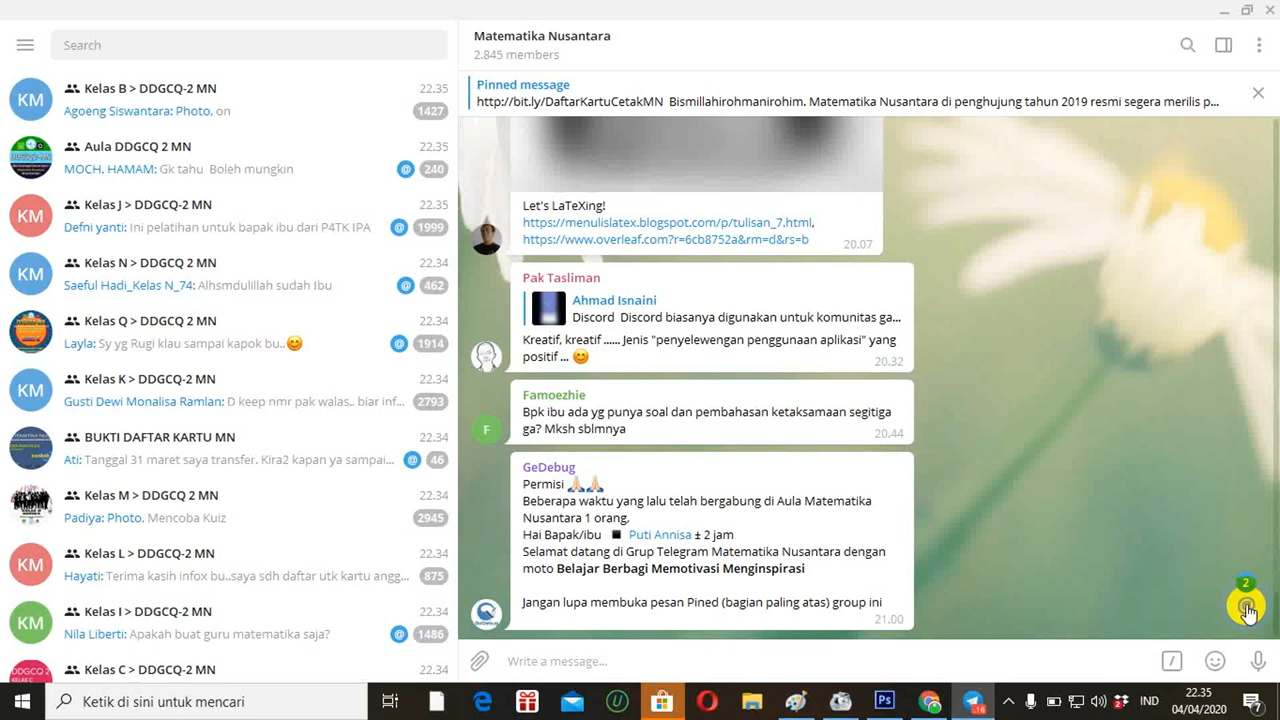 Search
Kelas B > DDGCQ-2 MN 22.35
Agoeng Siswantara: Photo, on 1427
Aula DDGCQ 2 MN 22.35
MOCH. HAMAM: Gk tahu Boleh mungkin @ 240
KM Kelas J > DDGCQ-2 MN 22.35
Defni yanti: Ini pelatihan untuk bapak ibu dari P4TK IPA @ 1999
KM Kelas N > DDGCQ-2 MN 22.34
Saeful Hadi_Kelas N_74: Alhsmdulillah sudah Ibu @ 462
Kelas Q > DDGCQ-2 MN 22.34
Layla: Sy yg Rugi klau sampai kapok bu..😊 @ 1914
KM Kelas K > DDGCQ-2 MN 22.34
Gusti Dewi Monalisa Ramlan: D keep nmr pak walas.. biar inf... 2793
BUKTI DAFTAR KARTU MN 22.34
Ati: Tanggal 31 maret saya transfer. Kira2 kapan ya sampai... @ 46
Kelas M > DDGCQ 2 MN 22.34
Padiya: Photo, Mencoba Kuiz 2945
KM Kelas L > DDGCQ-2 MN 22.34
Hayati: Terima kasih infox bu..saya sdh daftar utk kartu angg... 875
KM Kelas I > DDGCQ-2 MN 22.34
Nila Liberti: Apakah buat guru matematika saja? @ 1486
DDGCQ 2 Kelas C > DDGCQ-2 MN 22.34
Matematika Nusantara
2.845 members
Pinned message
http://bit.ly/DaftarKartuCetakMN Bismillahirohmanirohim. Matematika Nusantara di penghujung tahun 2019 resmi segera merilis p...
Let's LaTeXing!
https://menulislatex.blogspot.com/p/tulisan_7.html,
https://www.overleaf.com?r=6cb8752a&rm=d&rs=b 20.07
Pak Tasliman
Ahmad Isnaini
Discord Discord biasanya digunakan untuk komunitas ga...
Kreatif, kreatif ...... Jenis "penyelewengan penggunaan aplikasi" yang
positif ... 😊 20.32
Famoezhie
Bpk ibu ada yg punya soal dan pembahasan ketaksamaan segitiga
F ga? Mksh sblmnya 20.44
GeDebug
Permisi 🙏🙏
Beberapa waktu yang lalu telah bergabung di Aula Matematika
Nusantara 1 orang,
Hai Bapak/ibu ▪ Puti Annisa ± 2 jam
Selamat datang di Grup Telegram Matematika Nusantara dengan
moto Belajar Berbagi Memotivasi Menginspirasi
Jangan lupa membuka pesan Pined (bagian paling atas) group ini
21.00
2
Write a message...
Ketik di sini untuk mencari
Ps
IND
22.35
04/04/2020
7